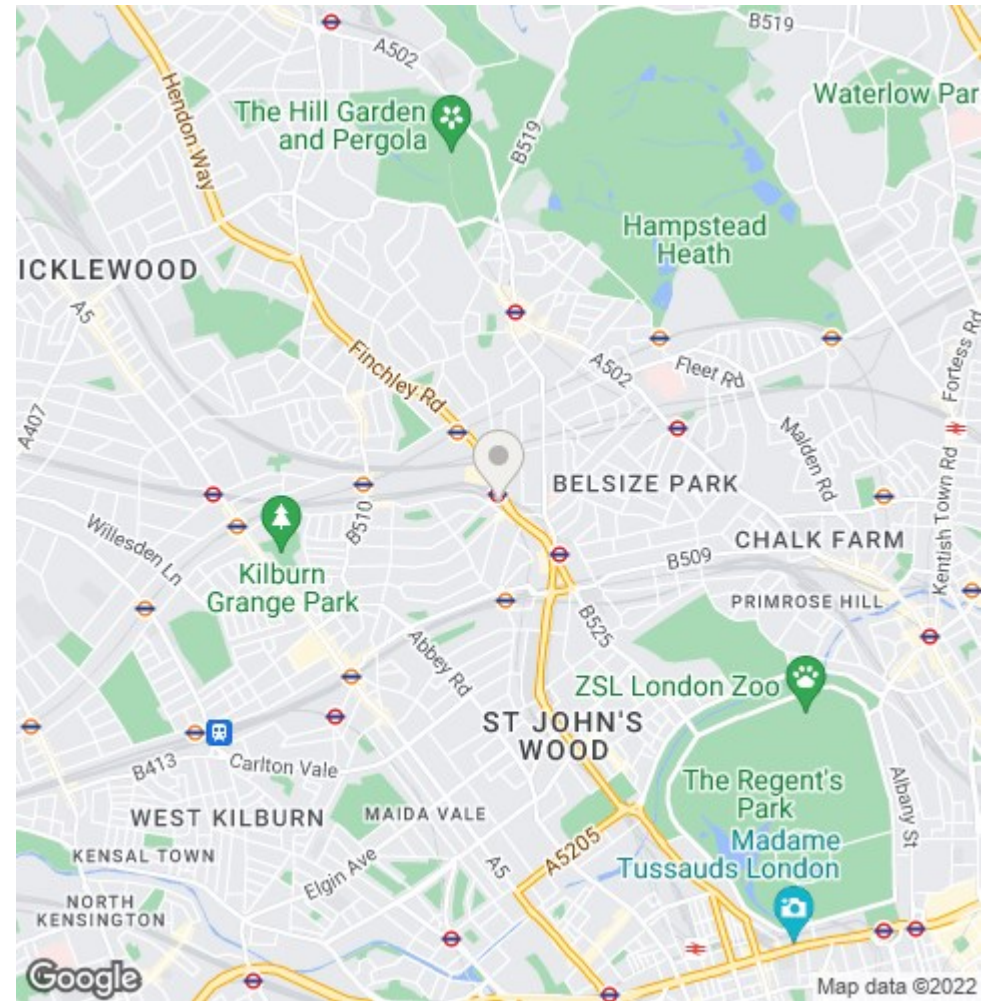 B519
A502
Hendon Way
The Hill Garden
and Pergola
B519
Waterlow Par
Hampstead
Heath
ICKLEWOOD
A5
Finchley Rd
A502
Fleet Rd
Fortess Rd
A407
Malden Rd
BELSIZE PARK
Kentish Town Rd
B510
Willesden Ln
CHALK FARM
B509
Kilburn
Grange Park
PRIMROSE HILL
B525
Abbey Rd
ZSL London Zoo
ST JOHN'S
WOOD
B413
Carlton Vale
The Regent's
Park
Albany St
WEST KILBURN
MAIDA VALE
Madame
Tussauds London
A5205
KENSAL TOWN
Elgin Ave
A5
NORTH
KENSINGTON
Google
Map data ©2022